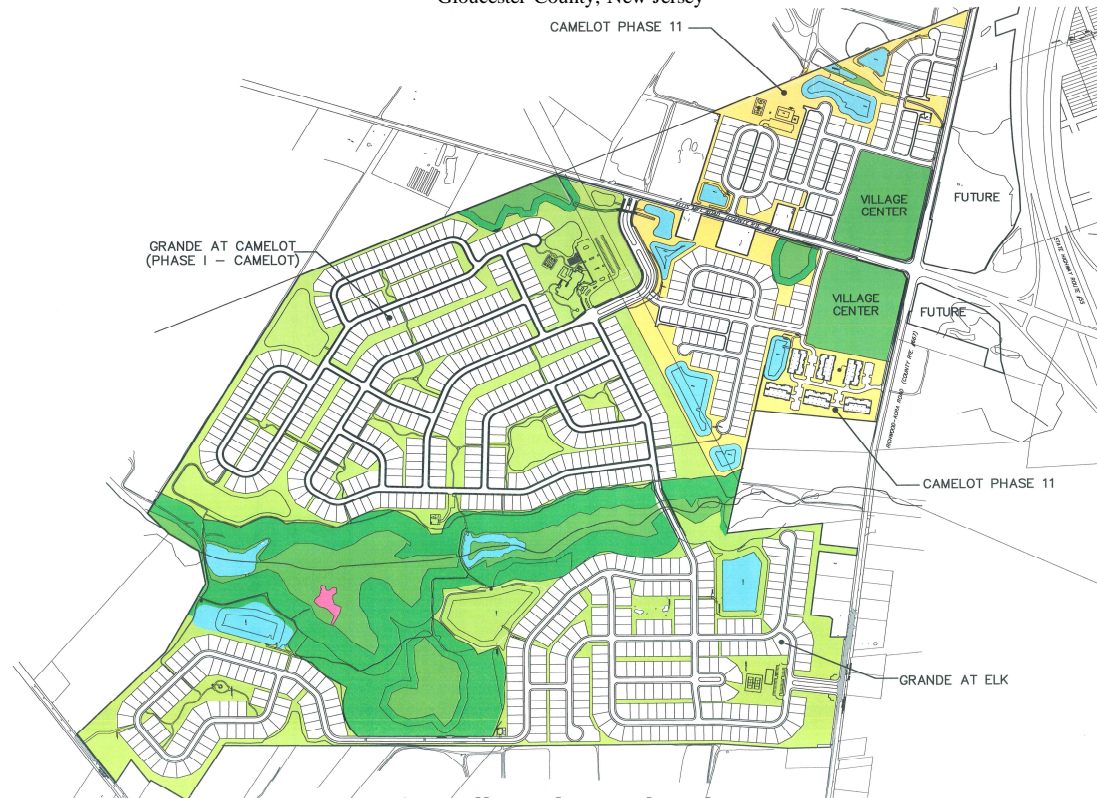 Gloucester County, New Jersey
CAMELOT PHASE 11
VILLAGE
CENTER
FUTURE
GRANDE AT CAMELOT
(PHASE I – CAMELOT)
VILLAGE
CENTER
FUTURE
CAMELOT PHASE 11
GRANDE AT ELK